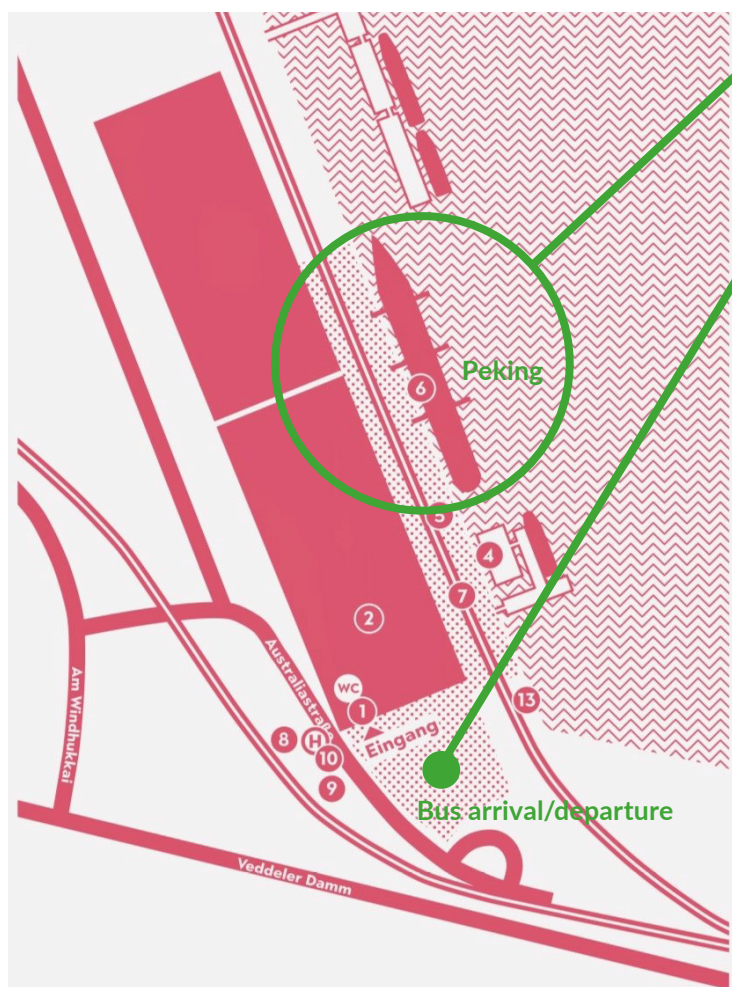 Peking
6
5
4
7
2
WC
1
13
Australiastraße
Eingang
8
H
10
9
Am Windhukkai
Bus arrival/departure
Veddeler Damm